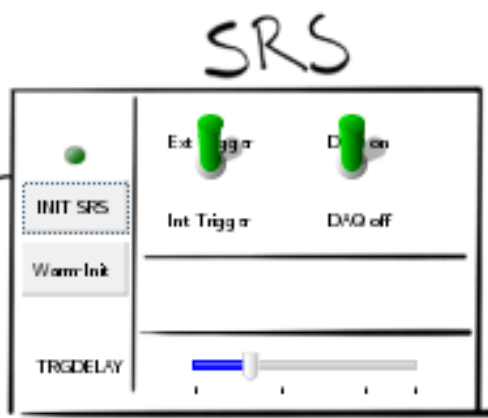 SRS
INIT SRS
Warm-Init
TRGDELAY
Int Trigger
DAQ off